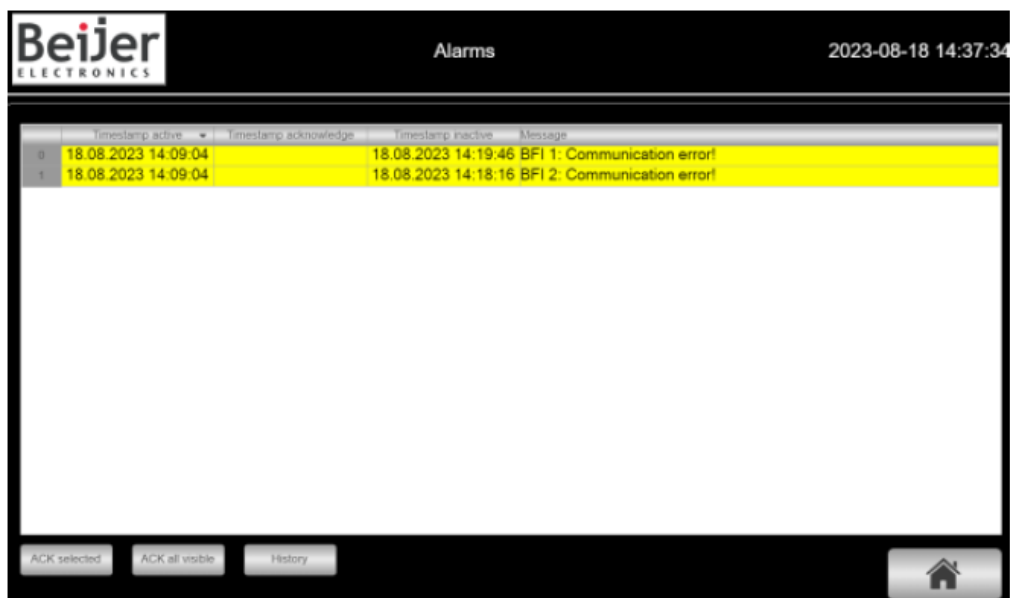 BeiJer
ELECTRONICS
Alarms
2023-08-18 14:37:34
Timestamp active Timestamp acknowledge Timestamp inactive Message
0 18.08.2023 14:09:04 18.08.2023 14:19:46 BFI 1: Communication error!
1 18.08.2023 14:09:04 18.08.2023 14:18:16 BFI 2: Communication error!
ACK selected ACK all visible History